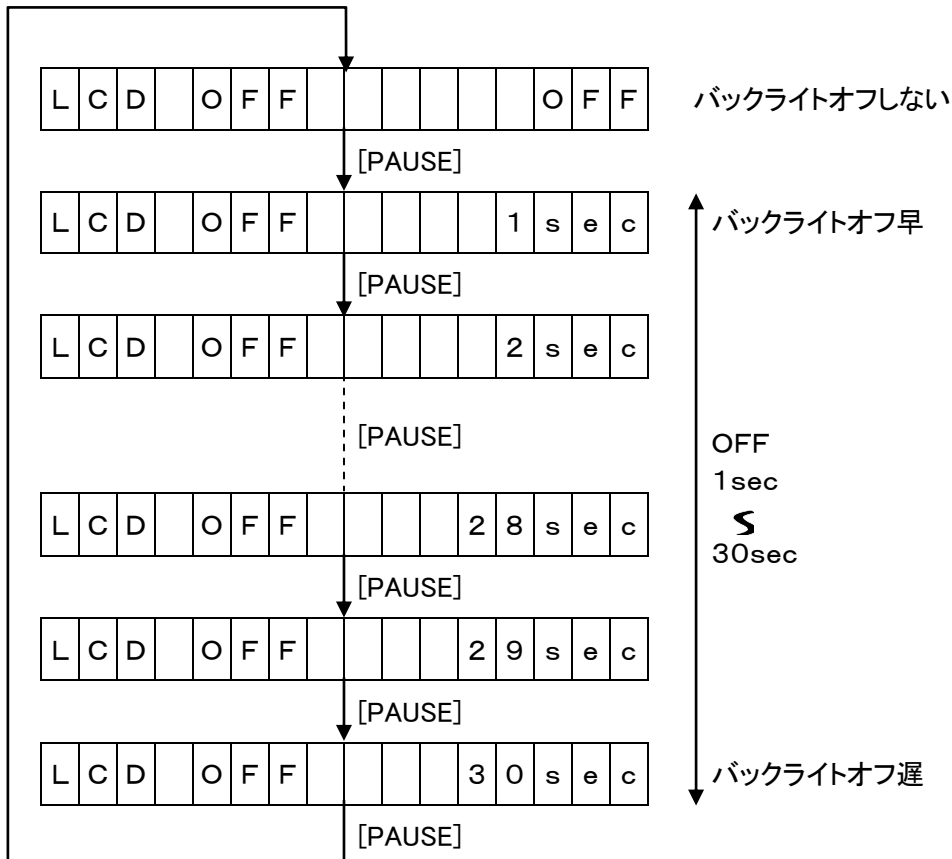 LCD OFF OFF バックライトオフしない
[PAUSE]
LCD OFF 1sec バックライトオフ早
[PAUSE]
LCD OFF 2sec
[PAUSE]
OFF
1sec
LCD OFF 28sec
∽
30sec
[PAUSE]
LCD OFF 29sec
[PAUSE]
LCD OFF 30sec バックライトオフ遅
[PAUSE]